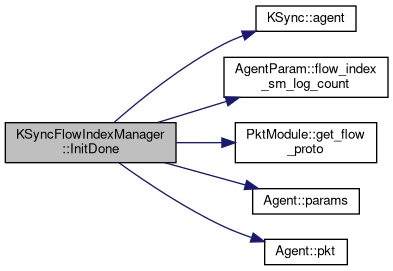 KSyncFlowIndexManager
::InitDone
KSync::agent
AgentParam::flow_index
_sm_log_count
PktModule::get_flow
_proto
Agent::params
Agent::pkt